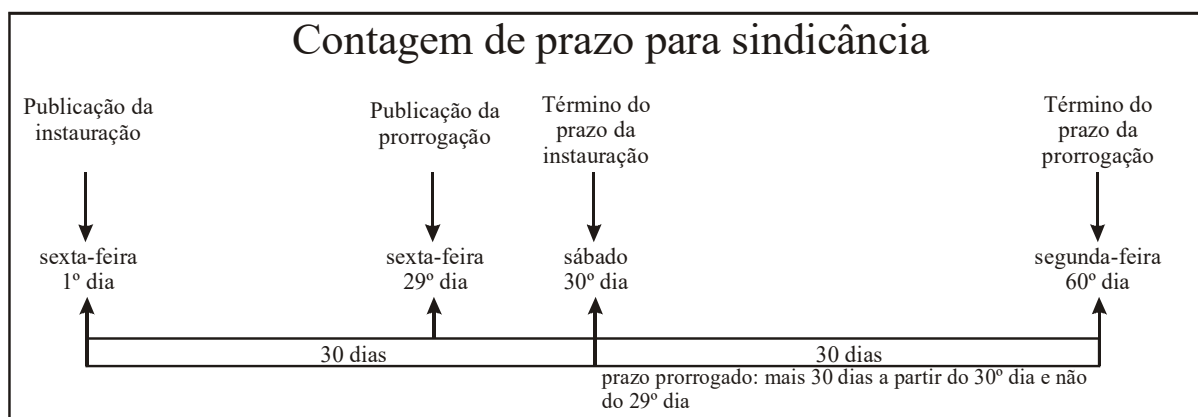 Contagem de prazo para sindicância
Publicação da
instauração
Publicação da
prorrogação
Término do
prazo da
instauração
Término do
prazo da
prorrogação
sexta-feira
1º dia
sexta-feira
29º dia
sábado
30º dia
segunda-feira
60º dia
30 dias
30 dias
prazo prorrogado: mais 30 dias a partir do 30º dia e não
do 29º dia